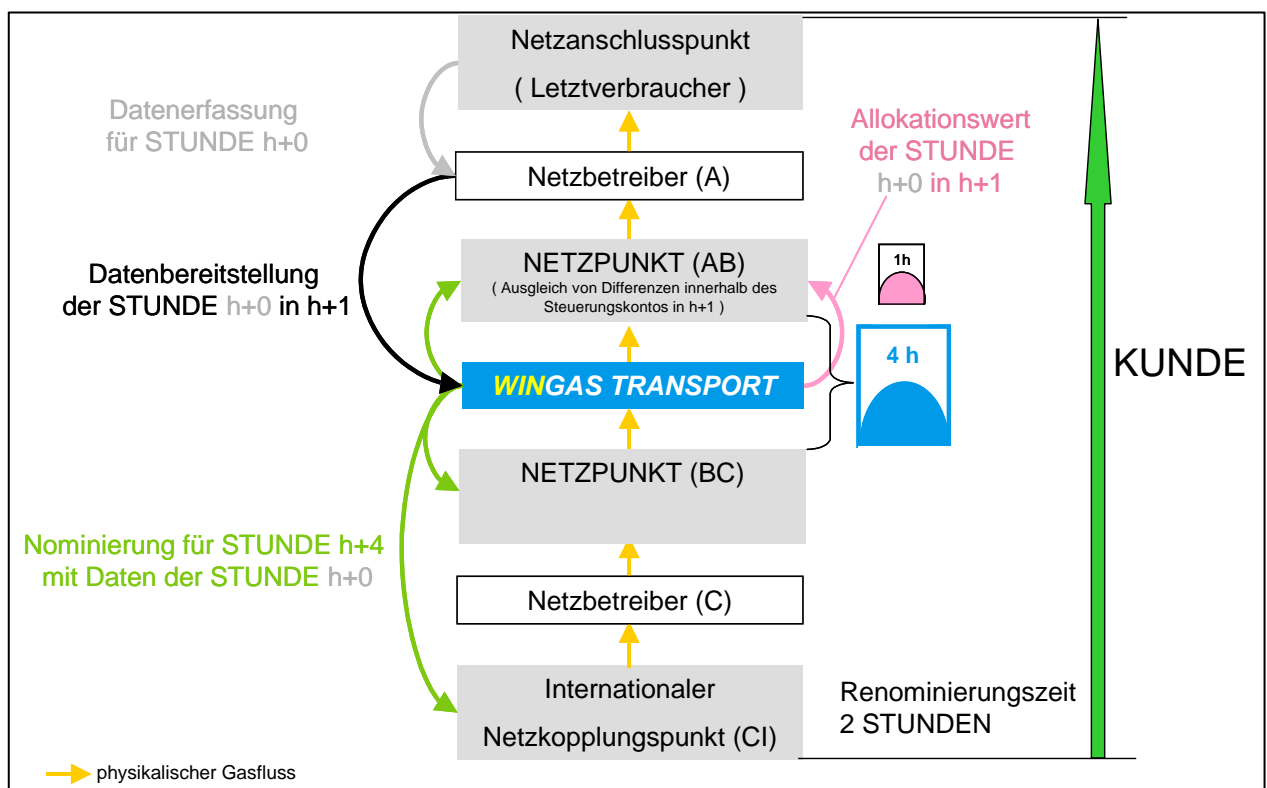 Netzanschlusspunkt
( Letztverbraucher )
Datenerfassung
für STUNDE h+0
Allokationswert
der STUNDE
h+0 in h+1
Netzbetreiber (A)
Datenbereitstellung
der STUNDE h+0 in h+1
NETZPUNKT (AB)
( Ausgleich von Differenzen innerhalb des
Steuerungskontos in h+1 )
1h
4 h
WINGAS TRANSPORT
KUNDE
NETZPUNKT (BC)
Nominierung für STUNDE h+4
mit Daten der STUNDE h+0
Netzbetreiber (C)
Internationaler
Netzkopplungspunkt (CI)
Renominierungszeit
2 STUNDEN
physikalischer Gasfluss